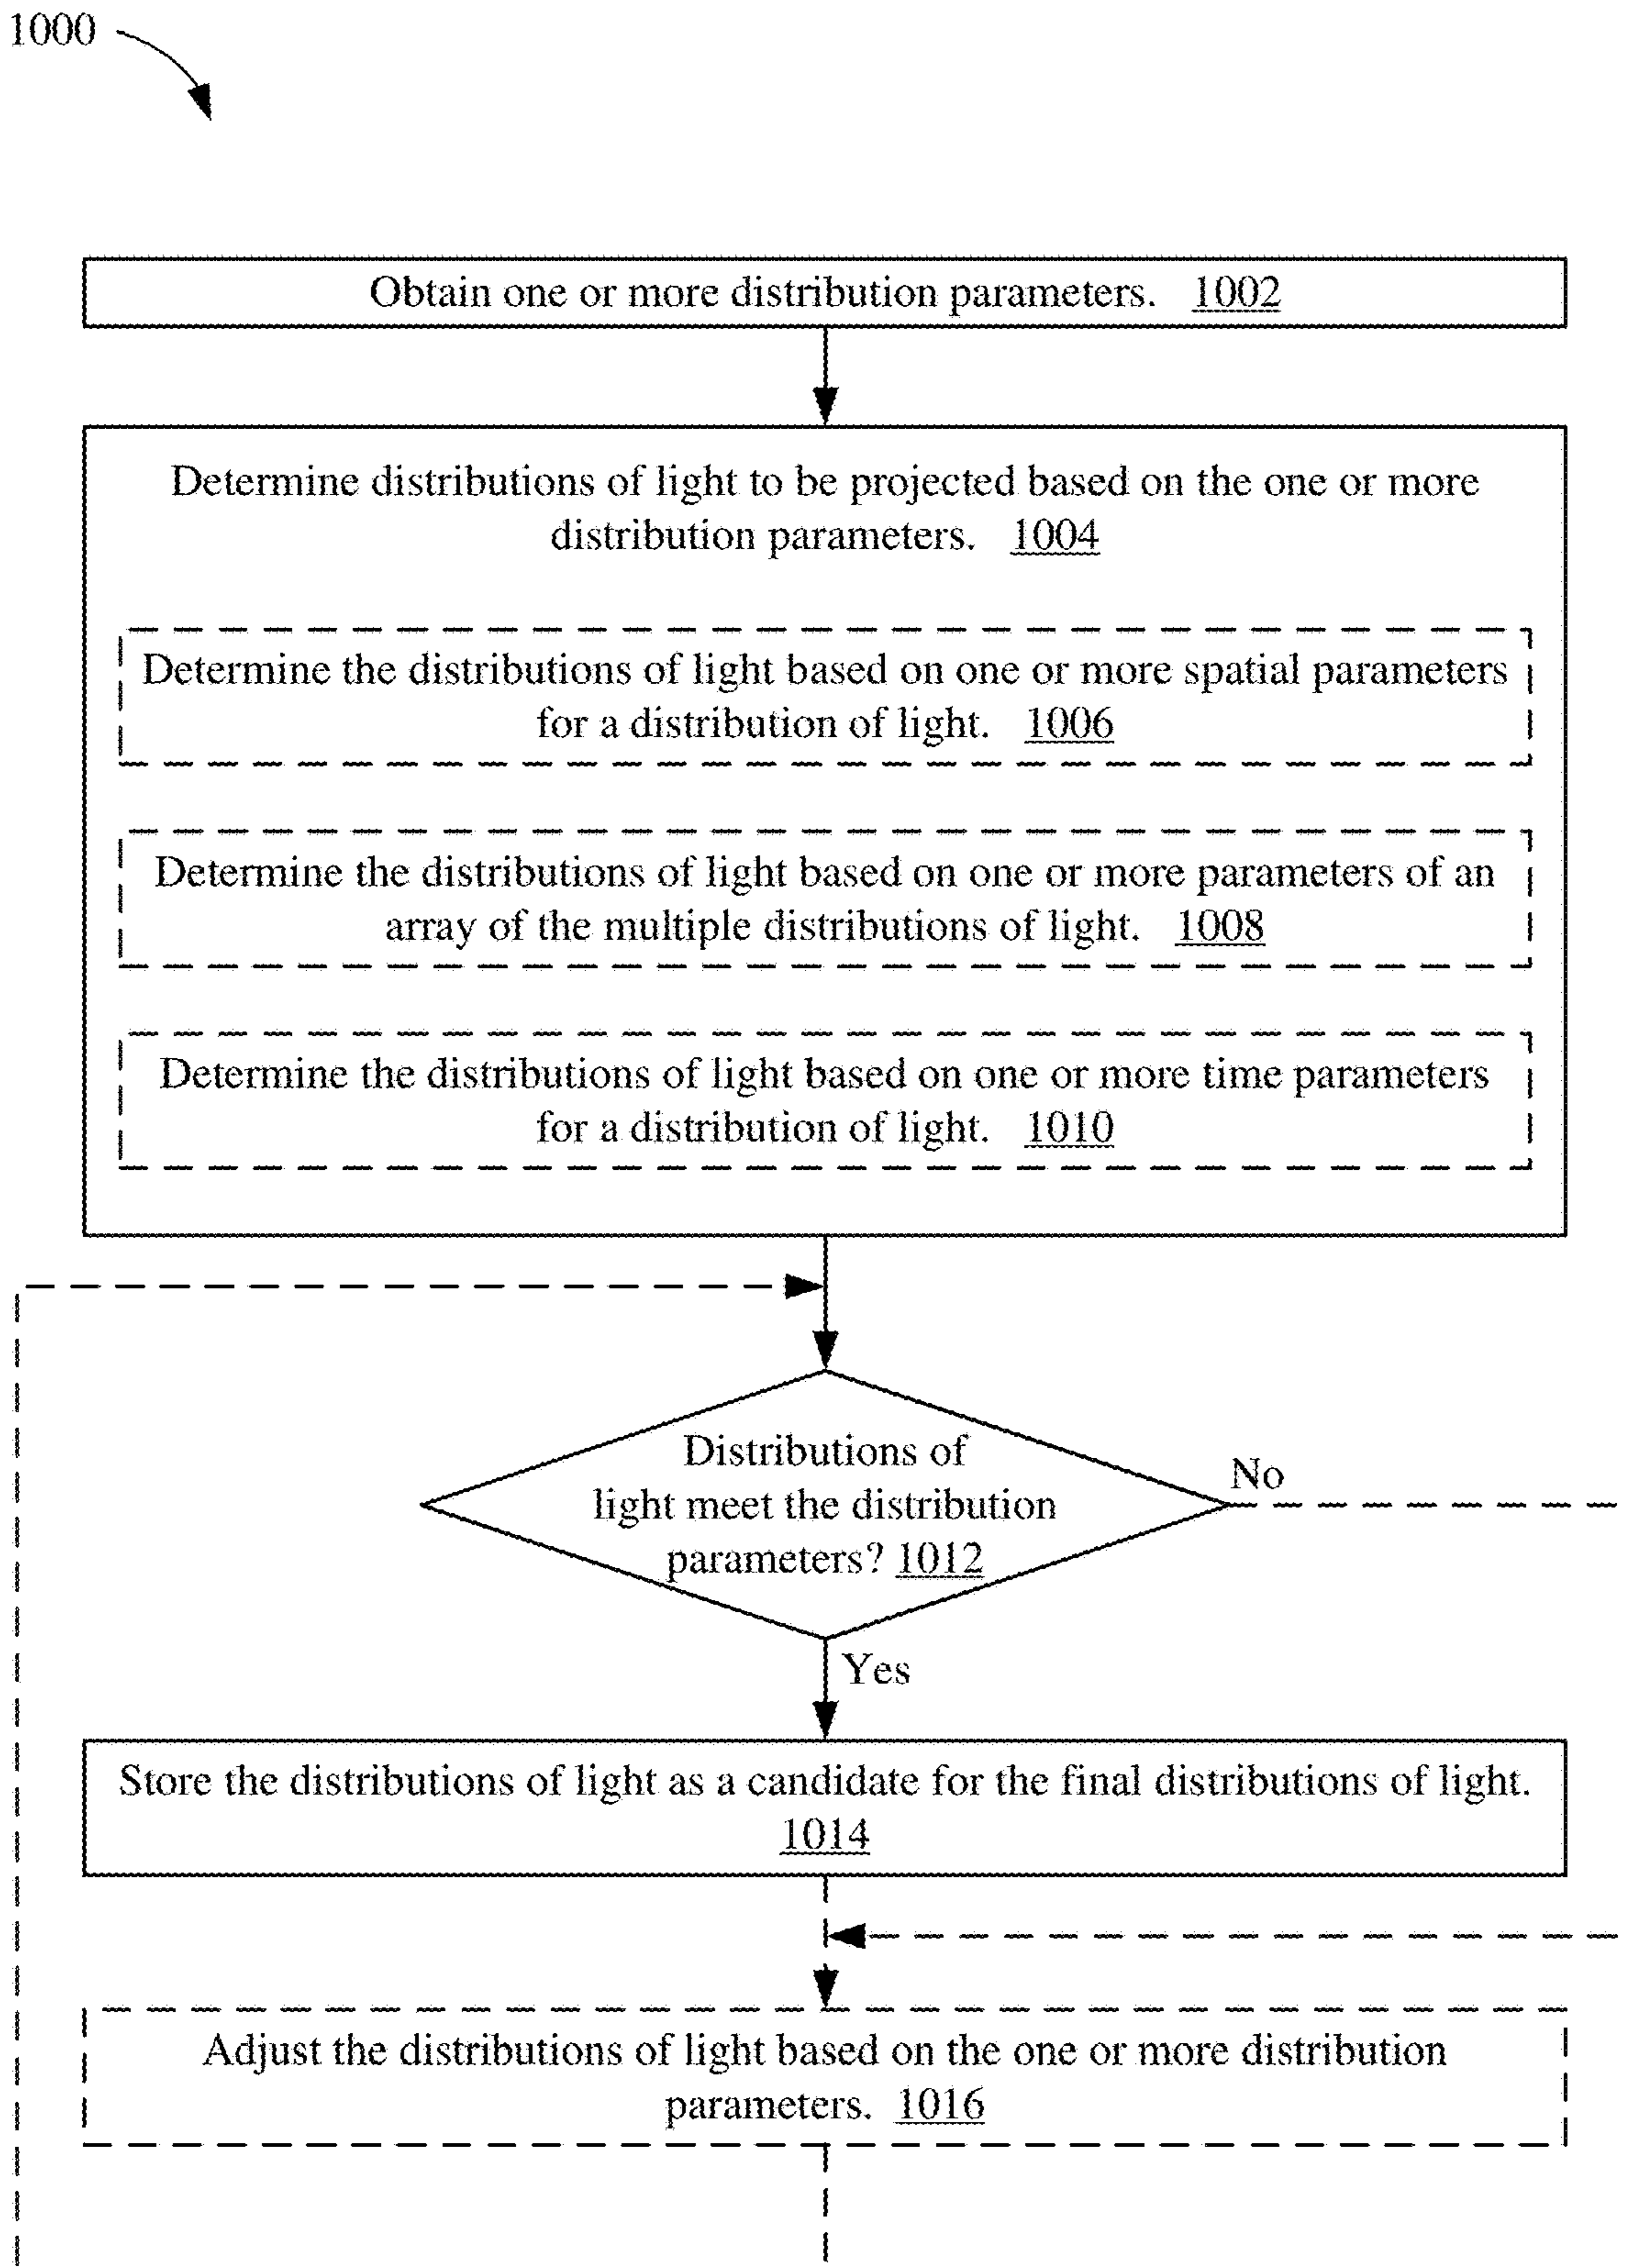 1000
Obtain one or more distribution parameters. 1002
Determine distributions of light to be projected based on the one or more
distribution parameters. 1004
Determine the distributions of light based on one or more spatial parameters
for a distribution of light. 1006
Determine the distributions of light based on one or more parameters of an
array of the multiple distributions of light. 1008
Determine the distributions of light based on one or more time parameters
for a distribution of light. 1010
Distributions of
light meet the distribution
parameters? 1012
No
Yes
Store the distributions of light as a candidate for the final distributions of light.
1014
Adjust the distributions of light based on the one or more distribution
parameters. 1016